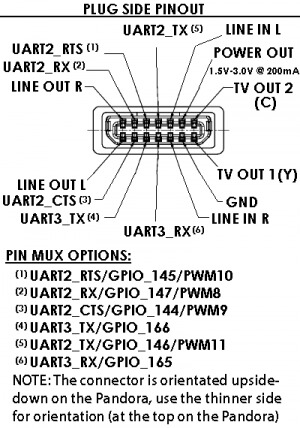 PLUG SIDE PINOUT
UART2_TX (5)
LINE IN L
UART2_RTS (1)
POWER OUT
UART2_RX (2)
1.5V-3.0V @ 200mA
LINE OUT R
TV OUT 2
(C)
LINE OUT L
TV OUT 1 (Y)
UART2_CTS (3)
GND
UART3_TX (4)
LINE IN R
UART3_RX (6)
PIN MUX OPTIONS:
(1) UART2_RTS/GPIO_145/PWM10
(2) UART2_RX/GPIO_147/PWM8
(3) UART2_CTS/GPIO_144/PWM9
(4) UART3_TX/GPIO_166
(5) UART2_TX/GPIO_146/PWM11
(6) UART3_RX/GPIO_165
NOTE: The connector is orientated upside-
down on the Pandora, use the thinner side
for orientation (at the top on the Pandora)